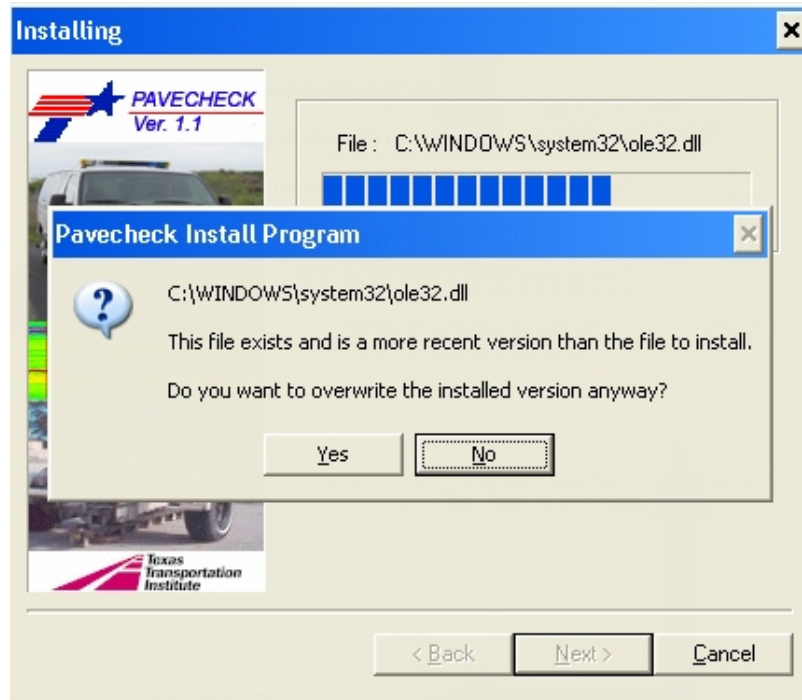 Installing
PAVECHECK
Ver. 1.1
File : C:\WINDOWS\system32\ole32.dll
Pavecheck Install Program
C:\WINDOWS\system32\ole32.dll
This file exists and is a more recent version than the file to install.
Do you want to overwrite the installed version anyway?
Yes No
Texas
Transportation
Institute
< Back Next > Cancel